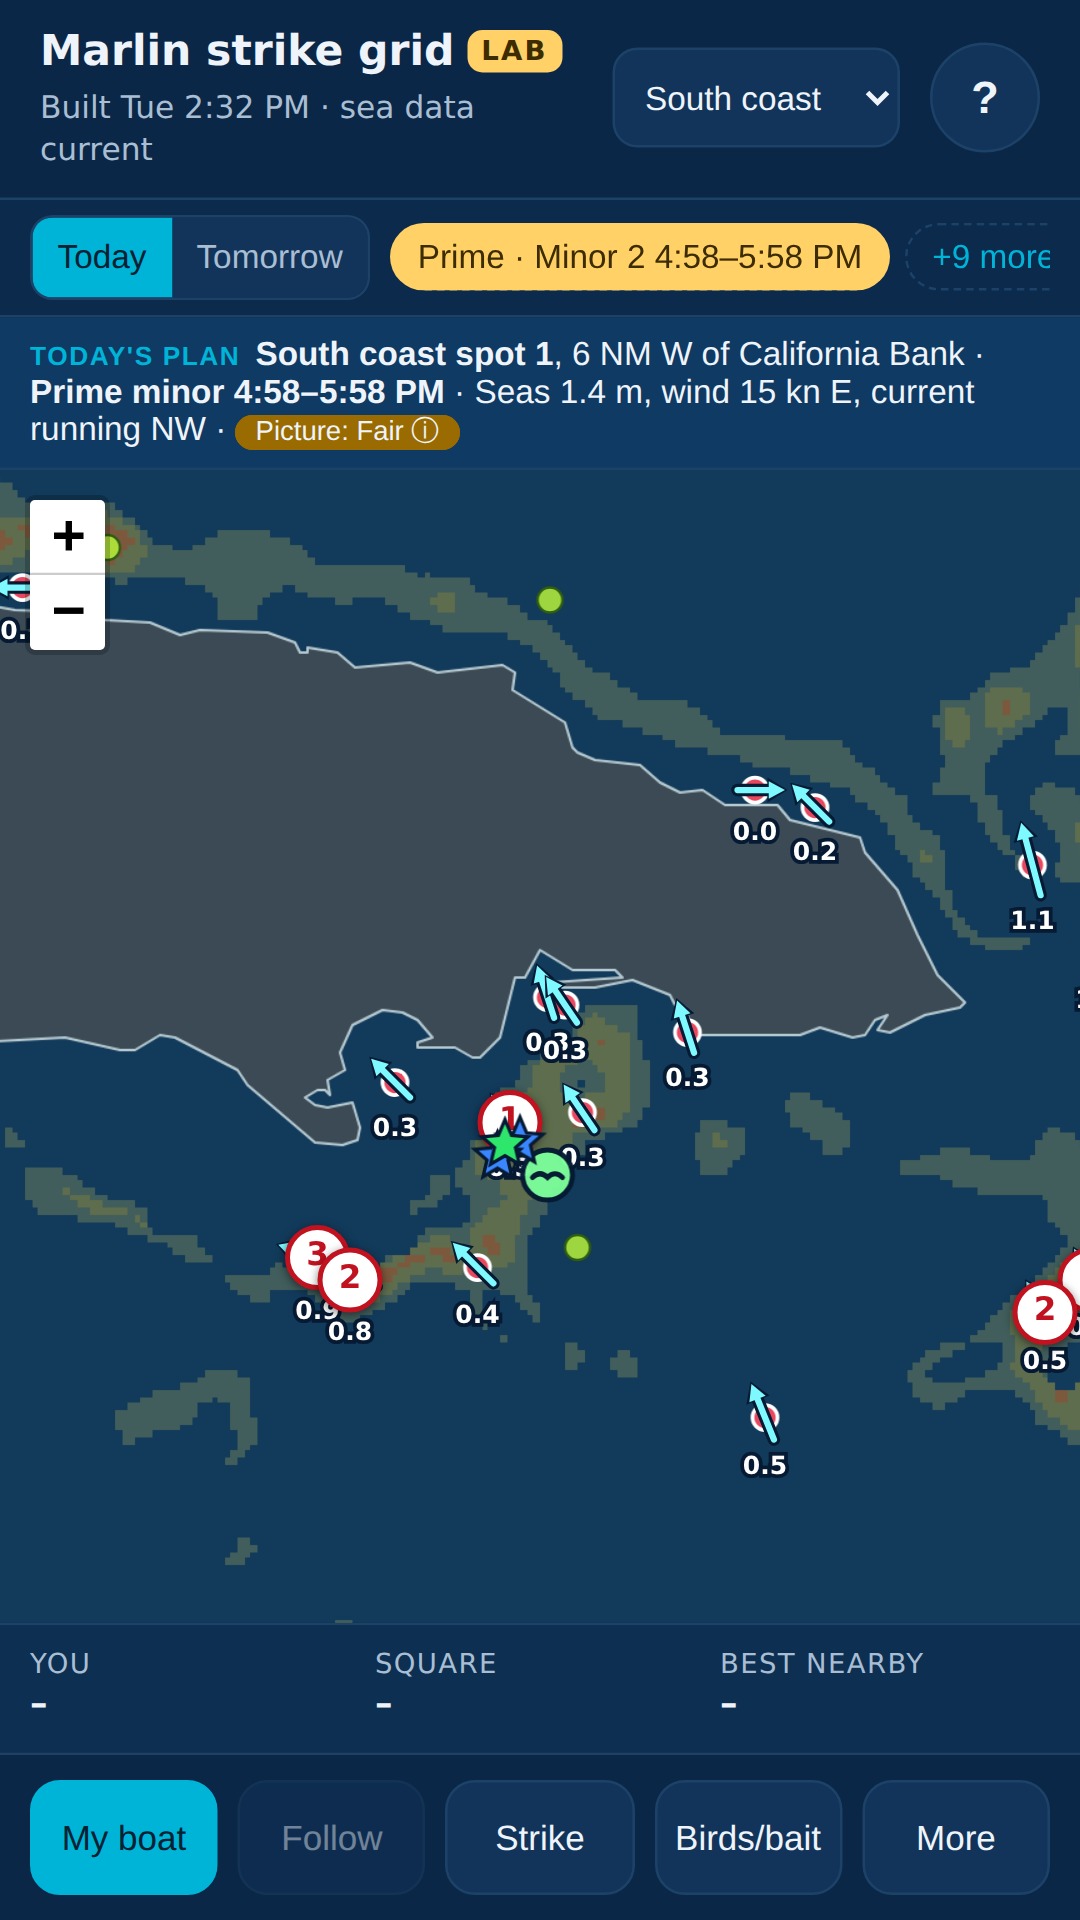 Marlin strike grid LAB
Built Tue 2:32 PM · sea data
current
South coast
?
Today
Tomorrow
Prime · Minor 2 4:58–5:58 PM
+9 more
TODAY'S PLAN South coast spot 1, 6 NM W of California Bank ·
Prime minor 4:58–5:58 PM · Seas 1.4 m, wind 15 kn E, current
running NW · Picture: Fair ⓘ
+
−
0.0
0.2
1.1
0.3
0.3
0.3
1
0.3
3
2
0.9
0.8
0.4
2
0.5
0.5
YOU
–
SQUARE
–
BEST NEARBY
–
My boat
Follow
Strike
Birds/bait
More